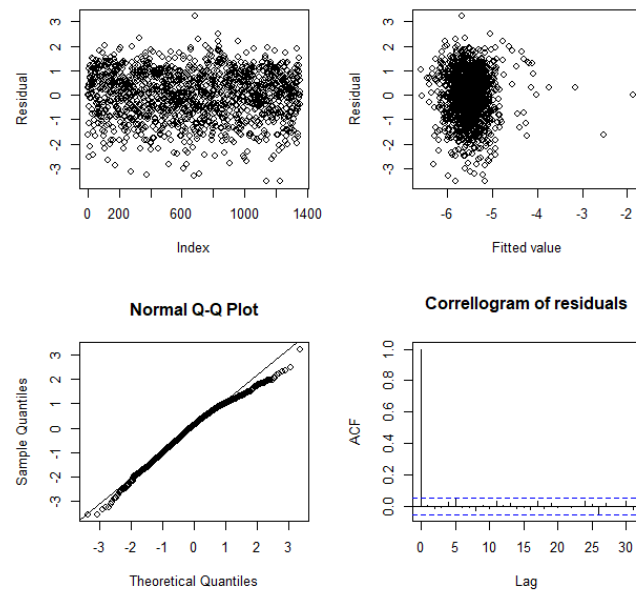 Residual
3
2
1
0
-1
-3
0 200 600 1000 1400
Index
Residual
3
2
1
0
-1
-3
-6 -5 -4 -3 -2
Fitted value
Normal Q-Q Plot
Sample Quantiles
3
2
1
0
-1
-3
-3 -2 -1 0 1 2 3
Theoretical Quantiles
Correllogram of residuals
ACF
1.0
0.8
0.6
0.4
0.2
0.0
0 5 10 15 20 25 30
Lag